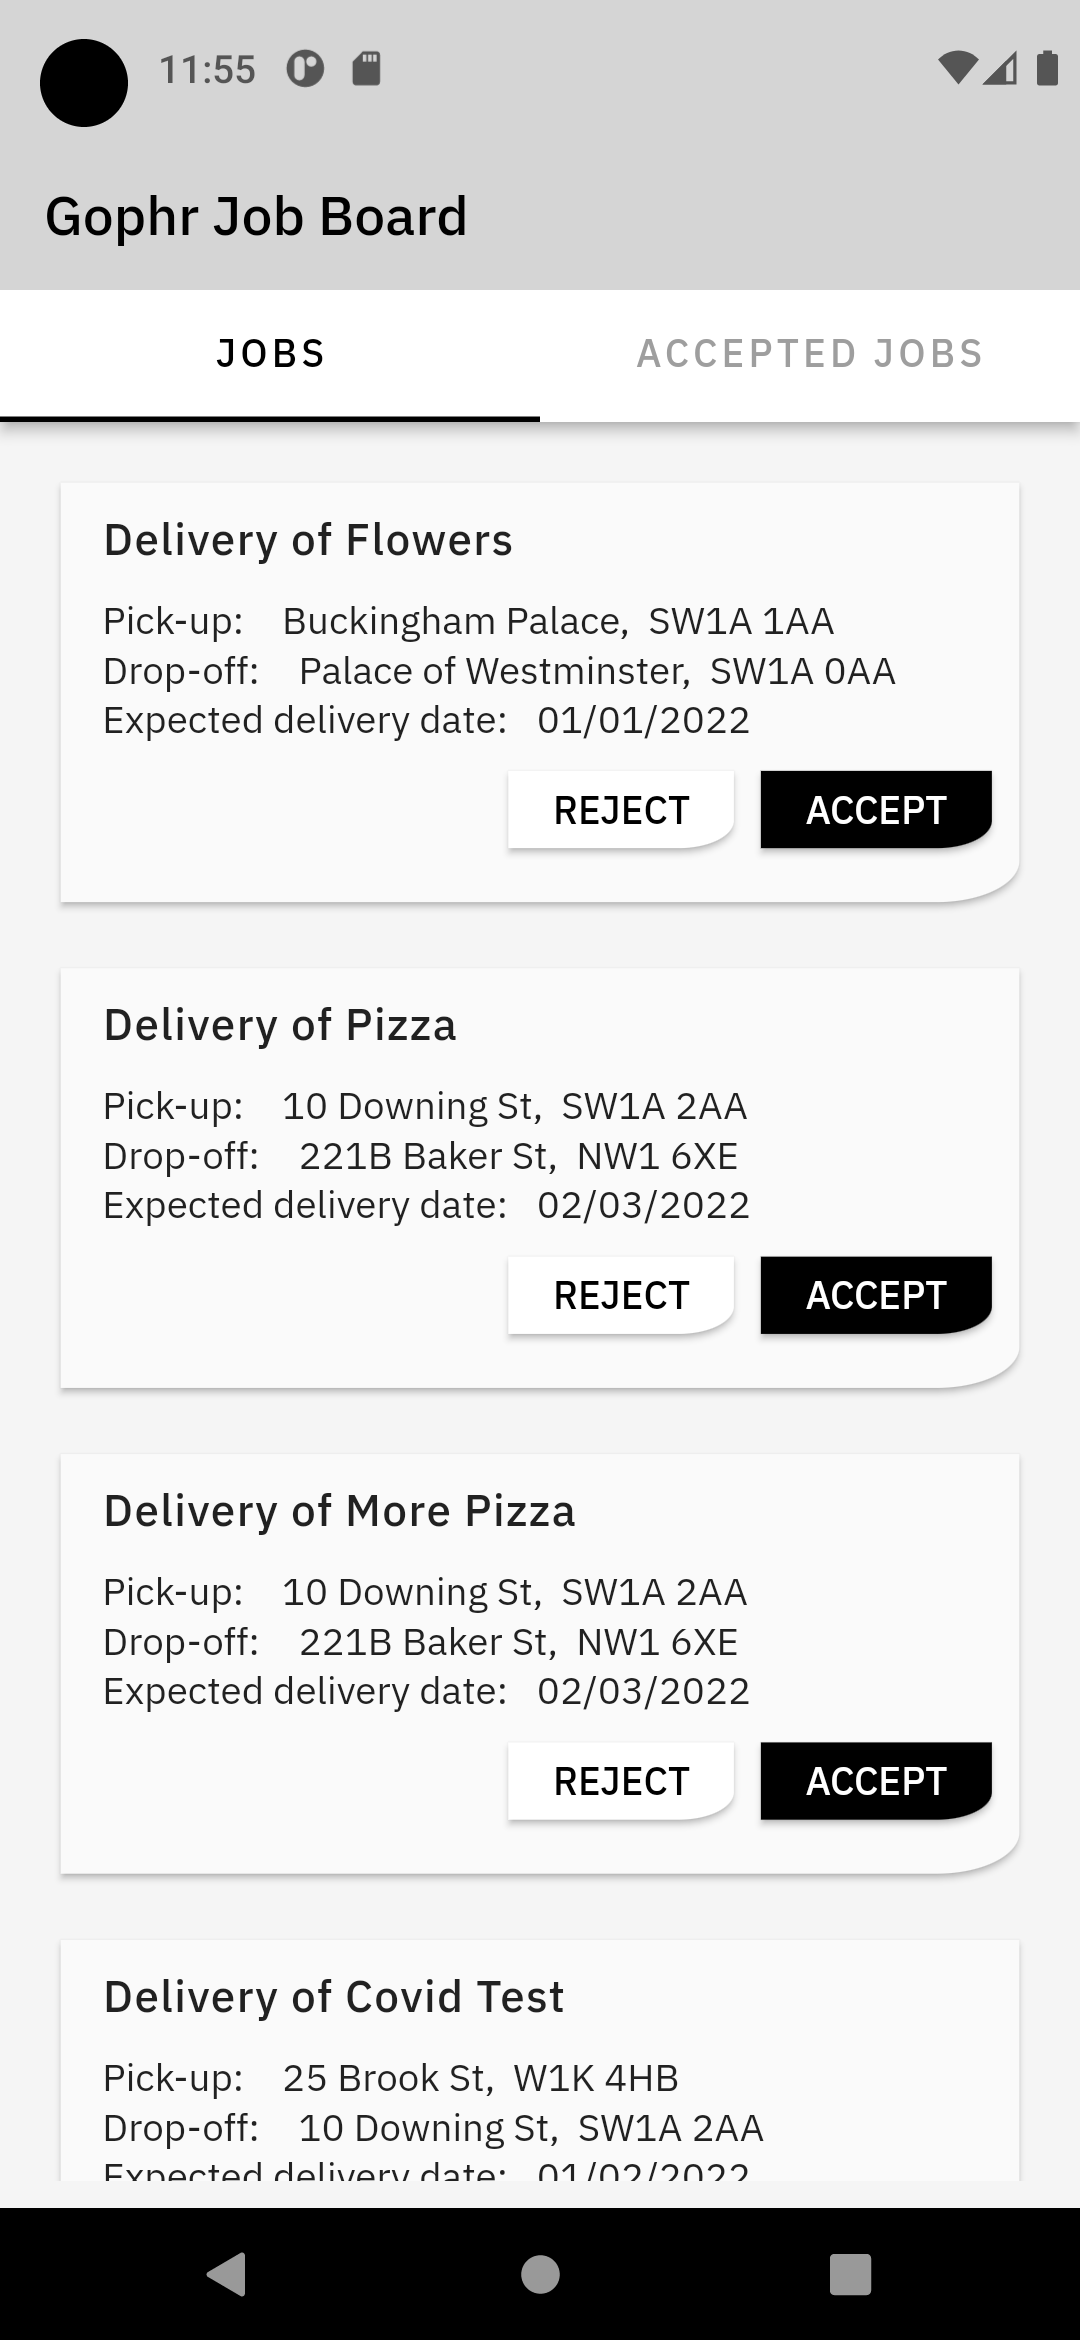 11:55
Gophr Job Board
JOBS ACCEPTED JOBS
Delivery of Flowers
Pick-up: Buckingham Palace, SW1A 1AA
Drop-off: Palace of Westminster, SW1A 0AA
Expected delivery date: 01/01/2022
REJECT ACCEPT
Delivery of Pizza
Pick-up: 10 Downing St, SW1A 2AA
Drop-off: 221B Baker St, NW1 6XE
Expected delivery date: 02/03/2022
REJECT ACCEPT
Delivery of More Pizza
Pick-up: 10 Downing St, SW1A 2AA
Drop-off: 221B Baker St, NW1 6XE
Expected delivery date: 02/03/2022
REJECT ACCEPT
Delivery of Covid Test
Pick-up: 25 Brook St, W1K 4HB
Drop-off: 10 Downing St, SW1A 2AA
Expected delivery date: 01/02/2022